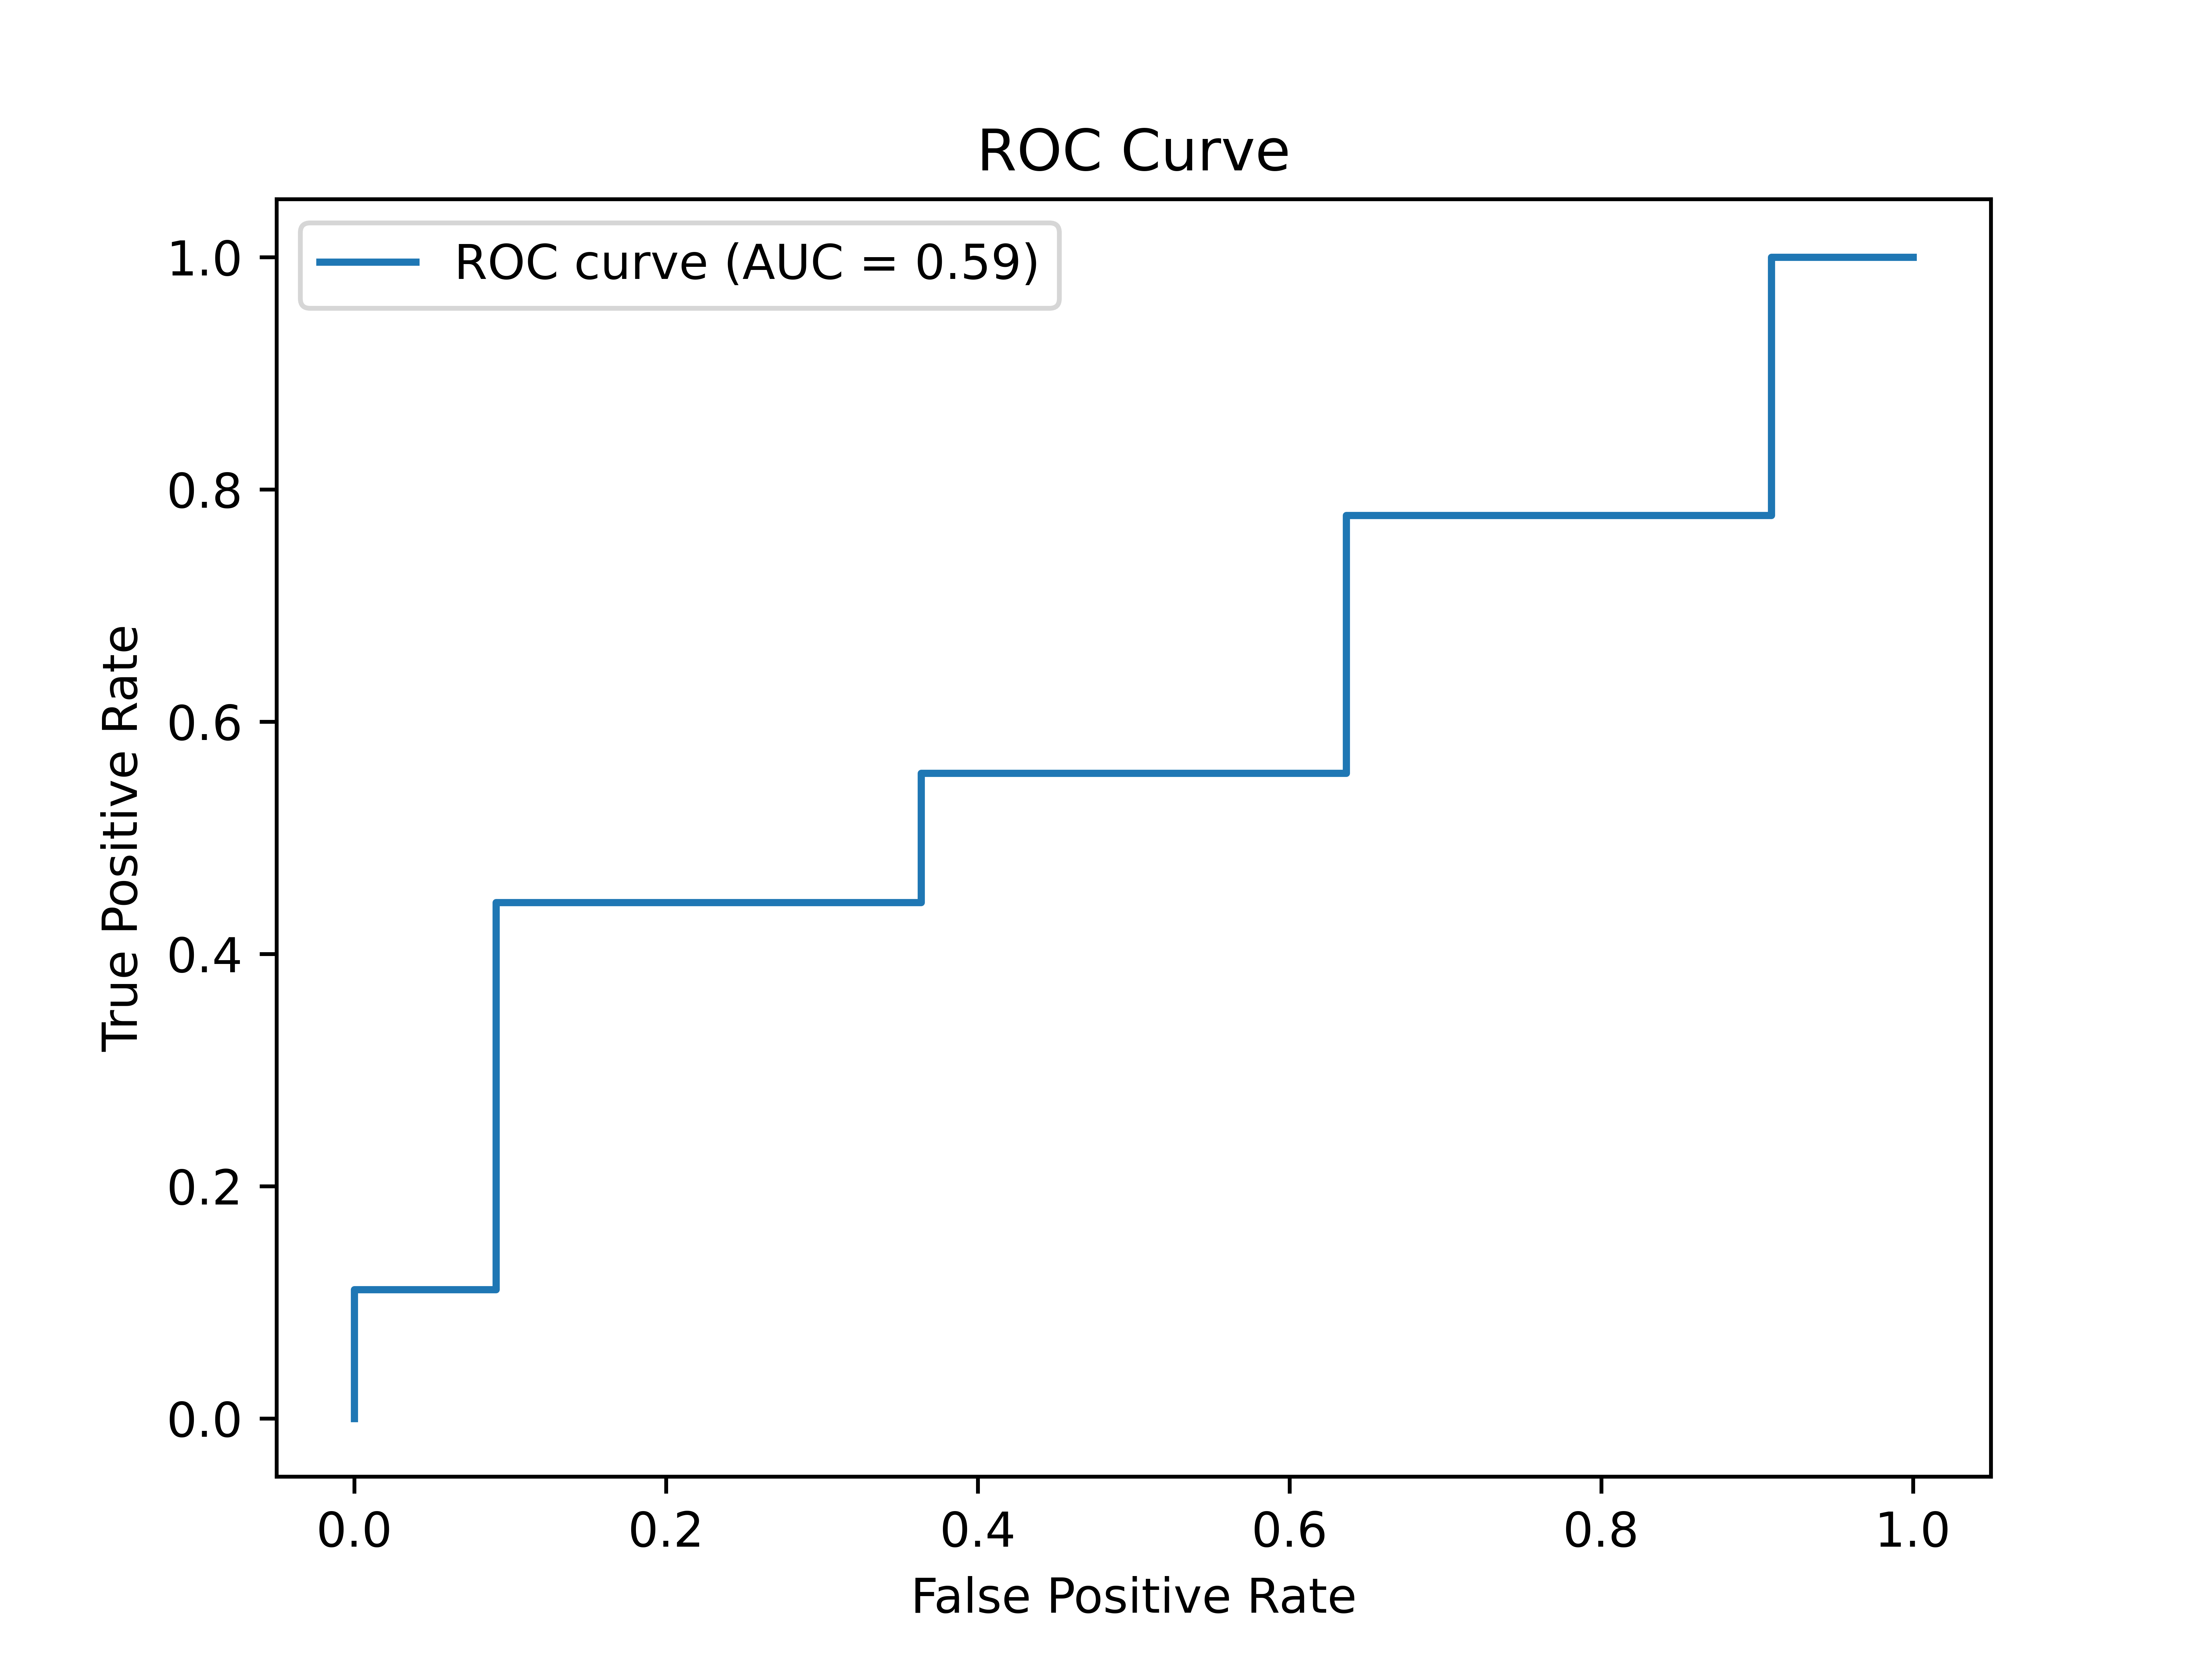 ROC Curve
ROC curve (AUC = 0.59)
1.0
0.8
0.6
0.4
0.2
0.0
True Positive Rate
0.0 0.2 0.4 0.6 0.8 1.0
False Positive Rate